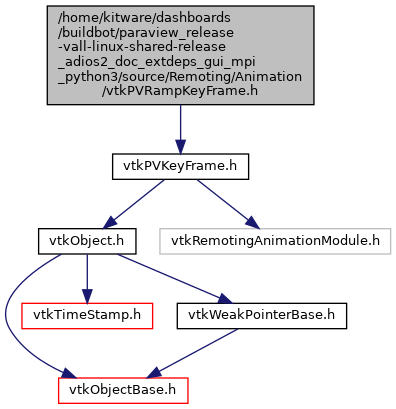 /home/kitware/dashboards
/buildbot/paraview_release
-vall-linux-shared-release
_adios2_doc_extdeps_gui_mpi
_python3/source/Remoting/Animation
/vtkPVRampKeyFrame.h
vtkPVKeyFrame.h
vtkObject.h
vtkRemotingAnimationModule.h
vtkTimeStamp.h
vtkWeakPointerBase.h
vtkObjectBase.h